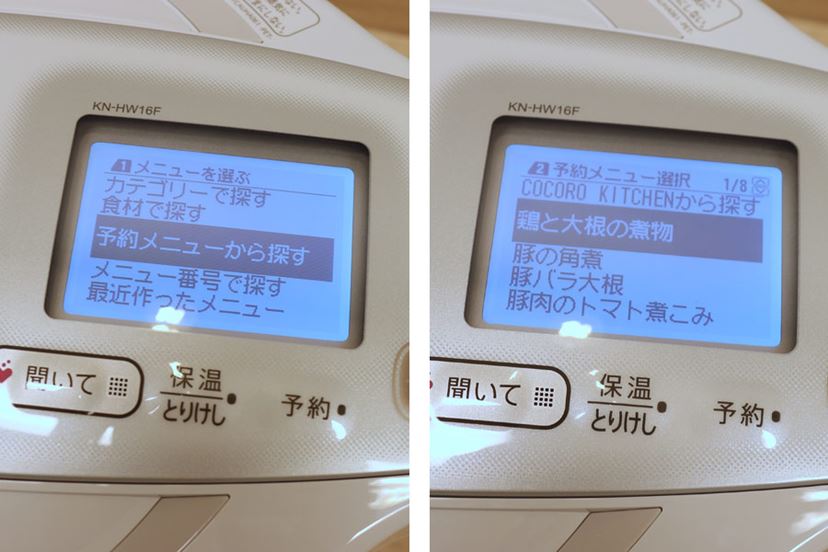 KN-HW16F
1 メニューを選ぶ
カテゴリーで探す
食材で探す
予約メニューから探す
メニュー番号で探す
最近作ったメニュー
聞いて
保温
とりけし
予約
KN-HW16F
2 予約メニュー選択 1/8
COCORO KITCHENから探す
鶏と大根の煮物
豚の角煮
豚バラ大根
豚肉のトマト煮こみ
聞いて
保温
とりけし
予約